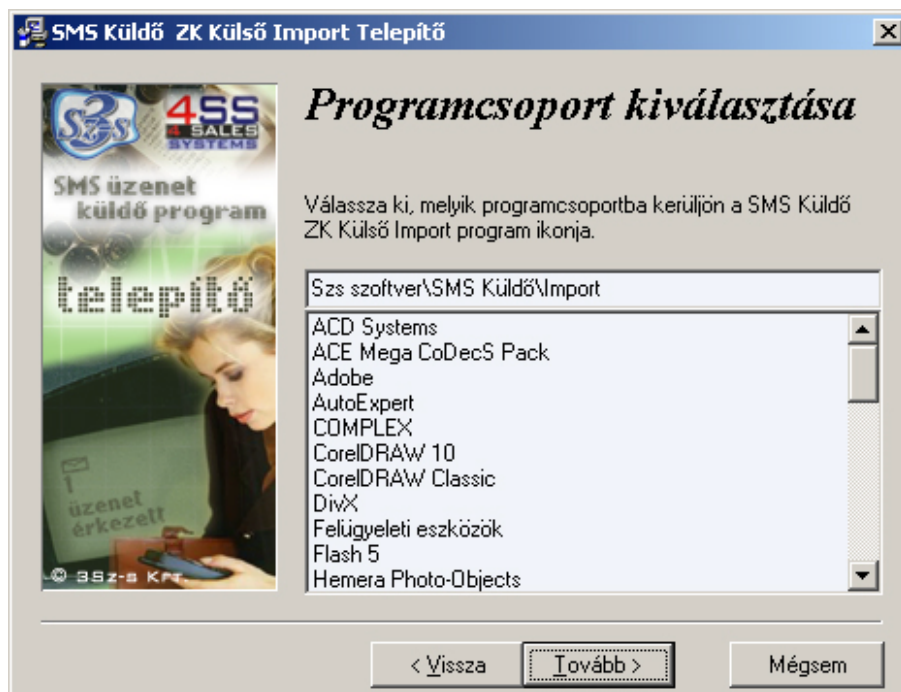 SMS Küldő ZK Külső Import Telepítő
3Sz-s
4SS
4 SALES
SYSTEMS
SMS üzenet
küldő program
telepítő
1
üzenet
érkezett
© 3Sz-s Kft.
Programcsoport kiválasztása
Válassza ki, melyik programcsoportba kerüljön a SMS Küldő
ZK Külső Import program ikonja.
Szs szoftver\SMS Küldő\Import
ACD Systems
ACE Mega CoDecS Pack
Adobe
AutoExpert
COMPLEX
CorelDRAW 10
CorelDRAW Classic
DivX
Felügyeleti eszközök
Flash 5
Hemera Photo-Objects
< Vissza
Tovább >
Mégsem